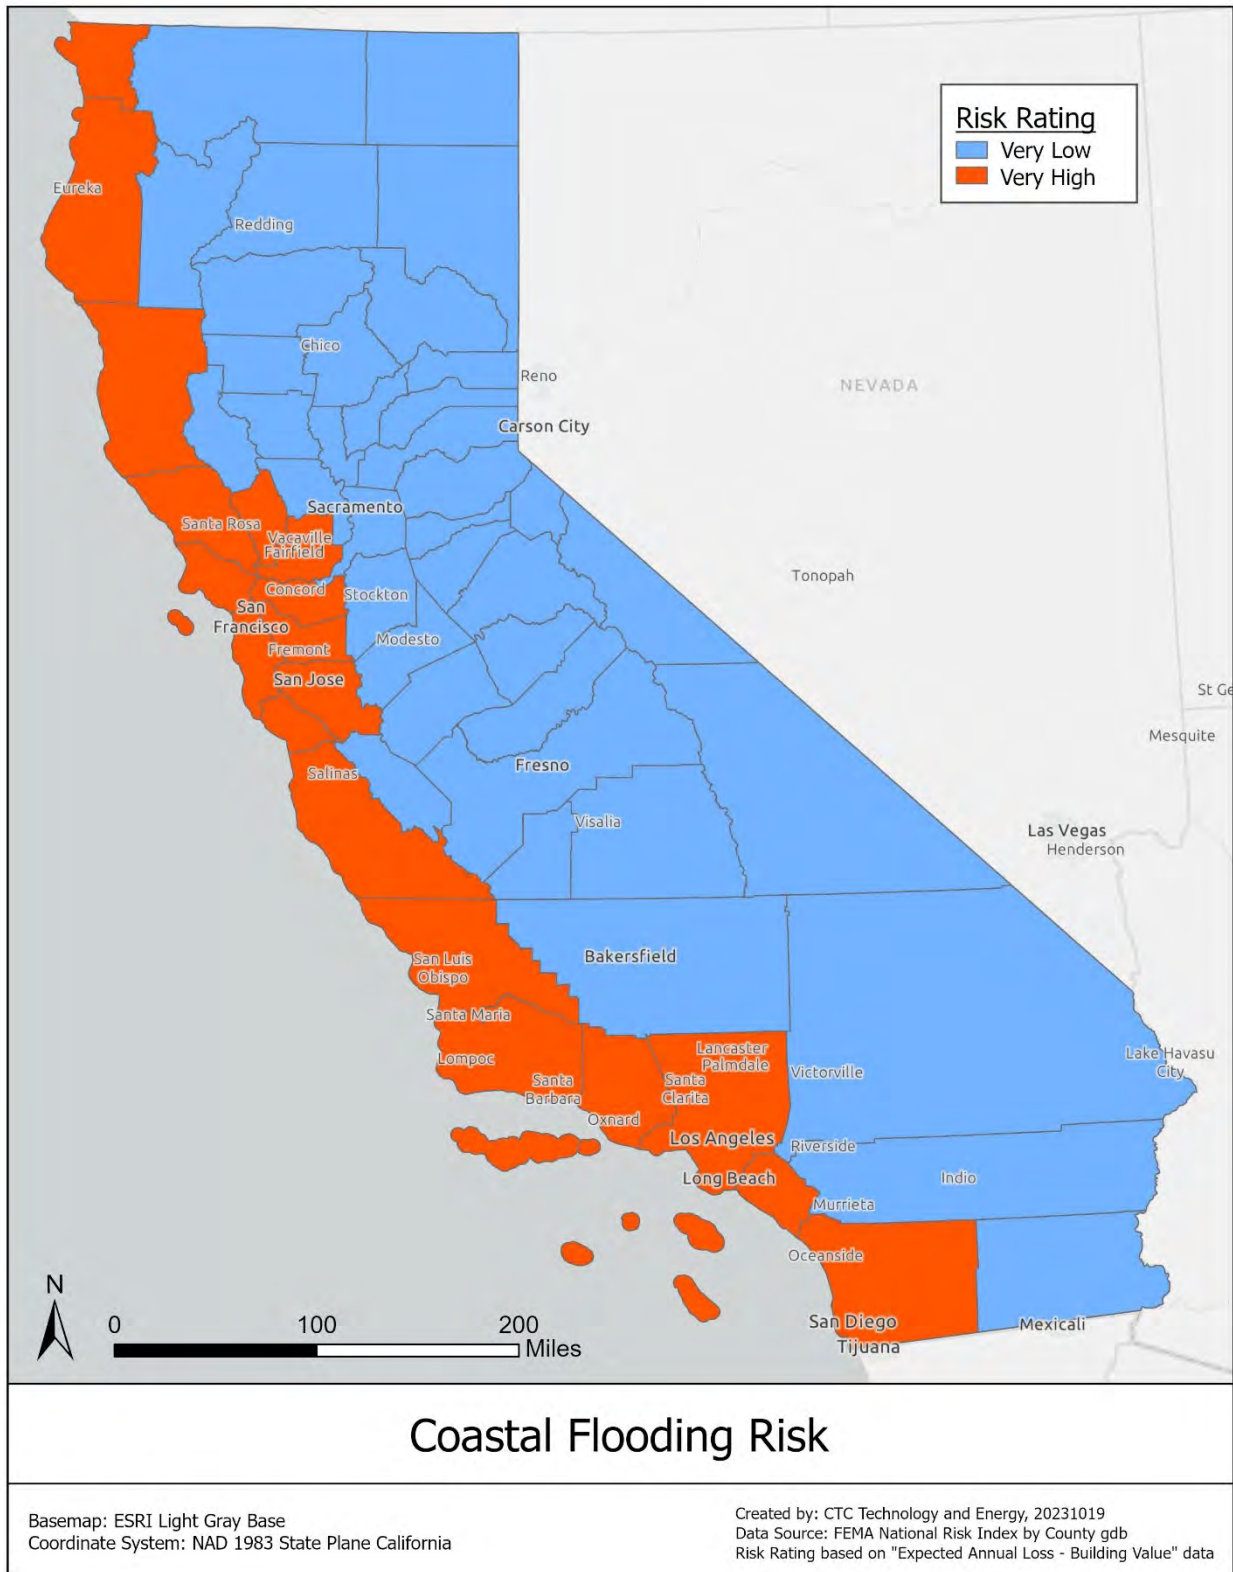 Risk Rating
Very Low
Very High
Eureka
Redding
Chico
Reno
NEVADA
Carson City
Sacramento
Santa Rosa
Vacaville
Fairfield
Tonopah
Concord
Stockton
San
Francisco
Modesto
Fremont
San Jose
St Ge
Mesquite
Fresno
Salinas
Visalia
Las Vegas
Henderson
Bakersfield
San Luis
Obispo
Santa Maria
Lompoc
Lancaster
Palmdale
Victorville
Lake Havasu
City
Santa
Barbara
Santa
Clarita
Oxnard
Los Angeles
Riverside
Long Beach
Indio
Murrieta
Oceanside
San Diego
Mexicali
Tijuana
N
0 100 200
Miles
Coastal Flooding Risk
Basemap: ESRI Light Gray Base
Coordinate System: NAD 1983 State Plane California
Created by: CTC Technology and Energy, 20231019
Data Source: FEMA National Risk Index by County gdb
Risk Rating based on "Expected Annual Loss - Building Value" data